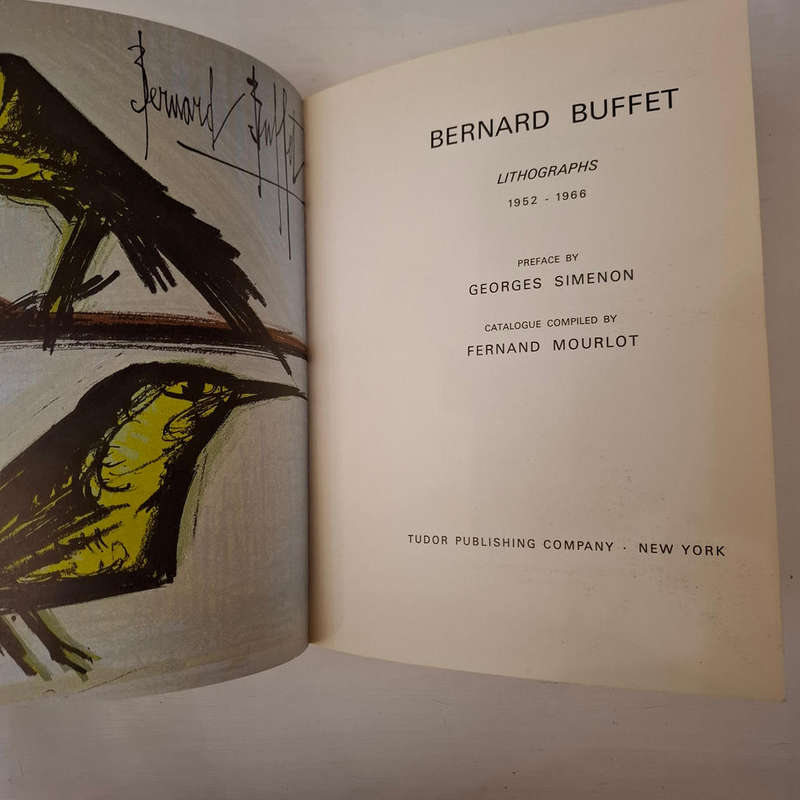 Bernard Buffet
BERNARD BUFFET
LITHOGRAPHS
1952 - 1966
PREFACE BY
GEORGES SIMENON
CATALOGUE COMPILED BY
FERNAND MOURLOT
TUDOR PUBLISHING COMPANY · NEW YORK